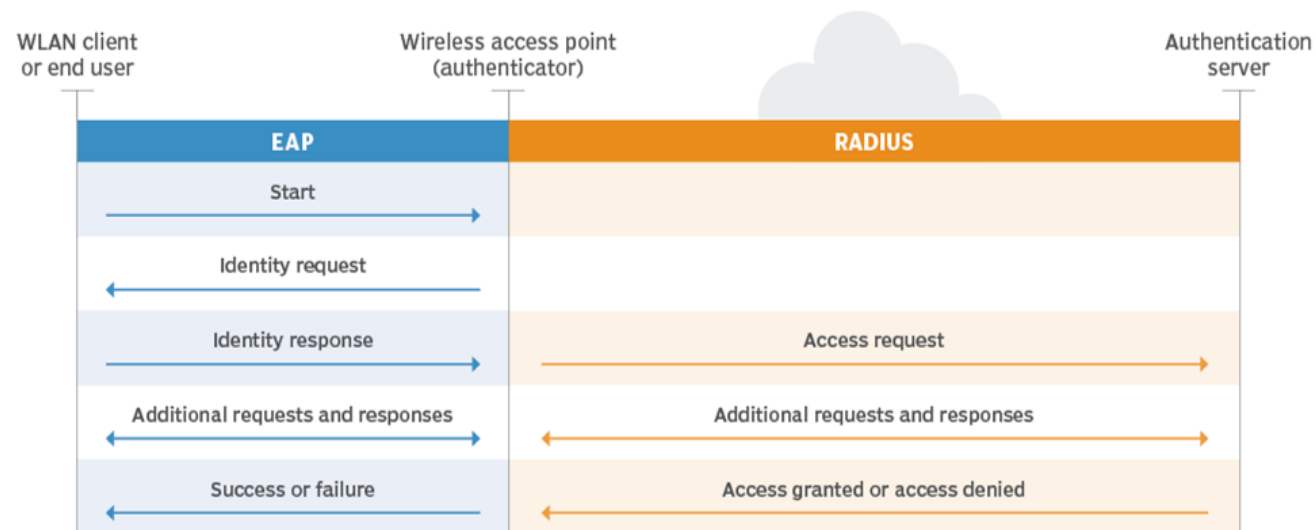 WLAN client
or end user
Wireless access point
(authenticator)
Authentication
server
EAP
RADIUS
Start
Identity request
Identity response
Access request
Additional requests and responses
Additional requests and responses
Success or failure
Access granted or access denied